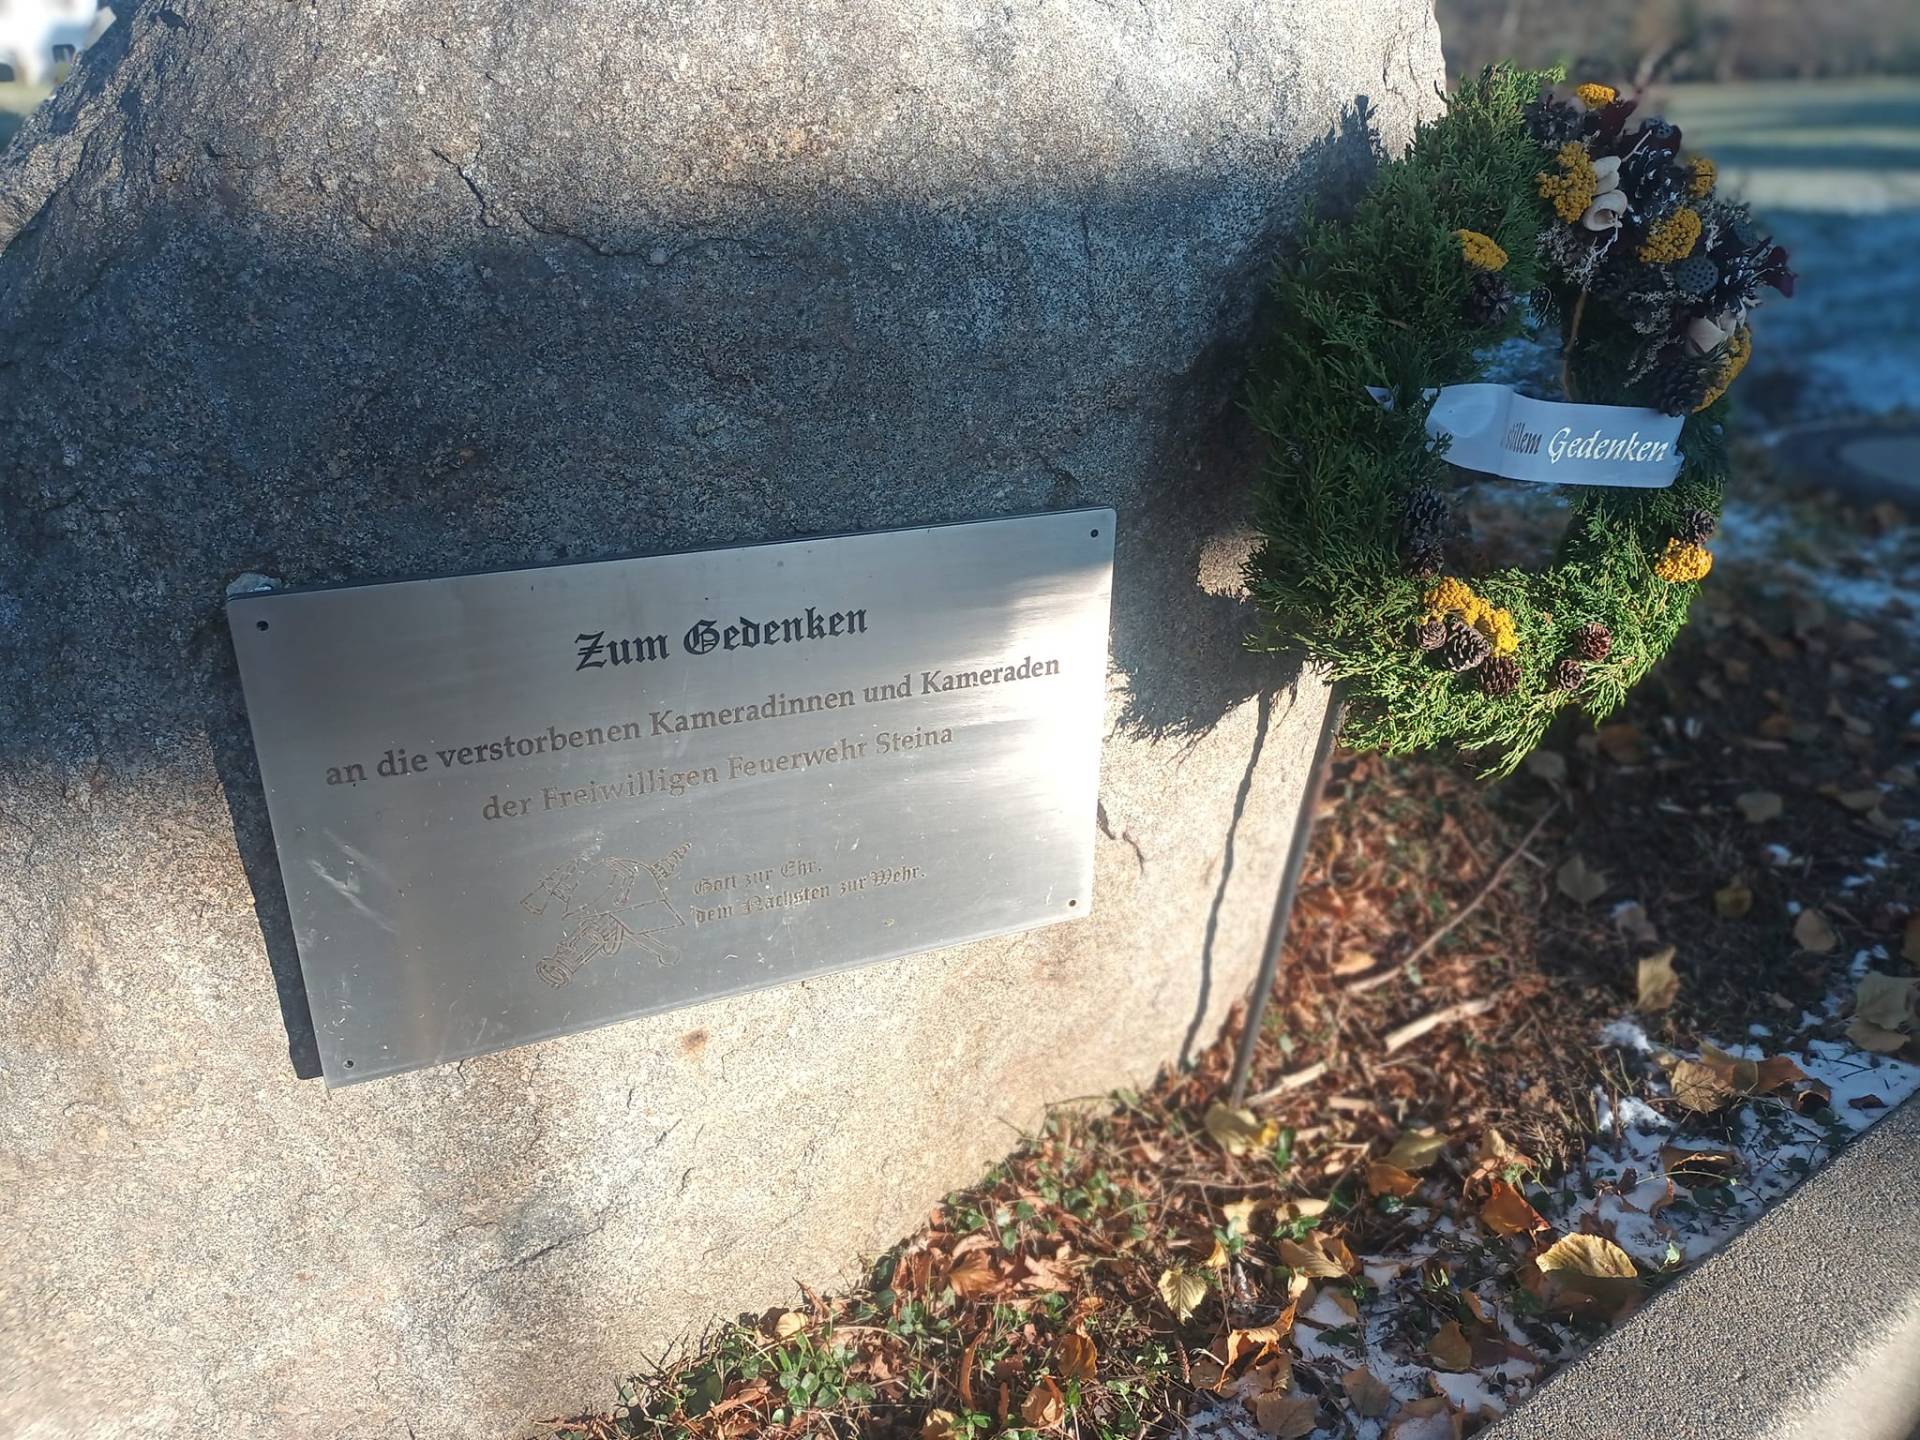 Zum Gedenken
an die verstorbenen Kameradinnen und Kameraden
der Freiwilligen Feuerwehr Steina
Gott zur Ehr,
dem Nächsten zur Wehr.
stillem Gedenken